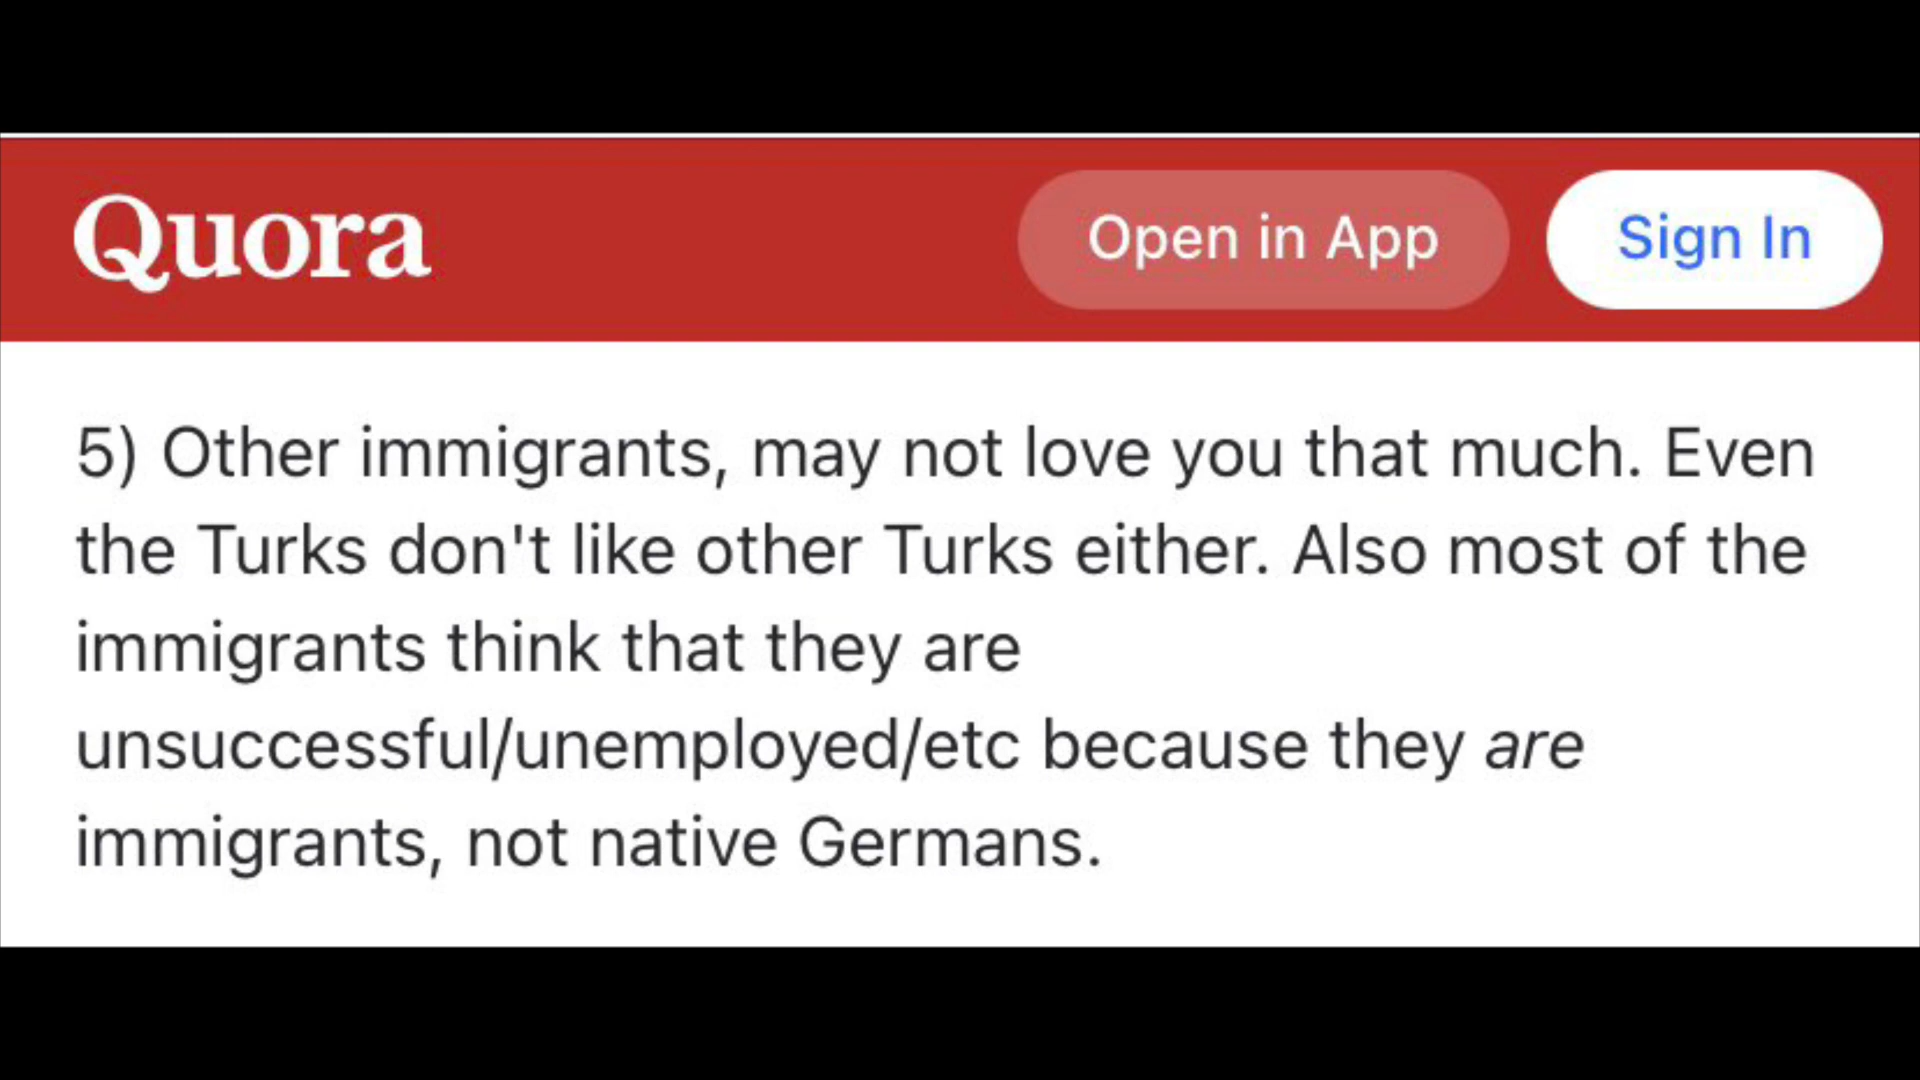 Quora
Open in App
Sign In
5) Other immigrants, may not love you that much. Even
the Turks don't like other Turks either. Also most of the
immigrants think that they are
unsuccessful/unemployed/etc because they are
immigrants, not native Germans.